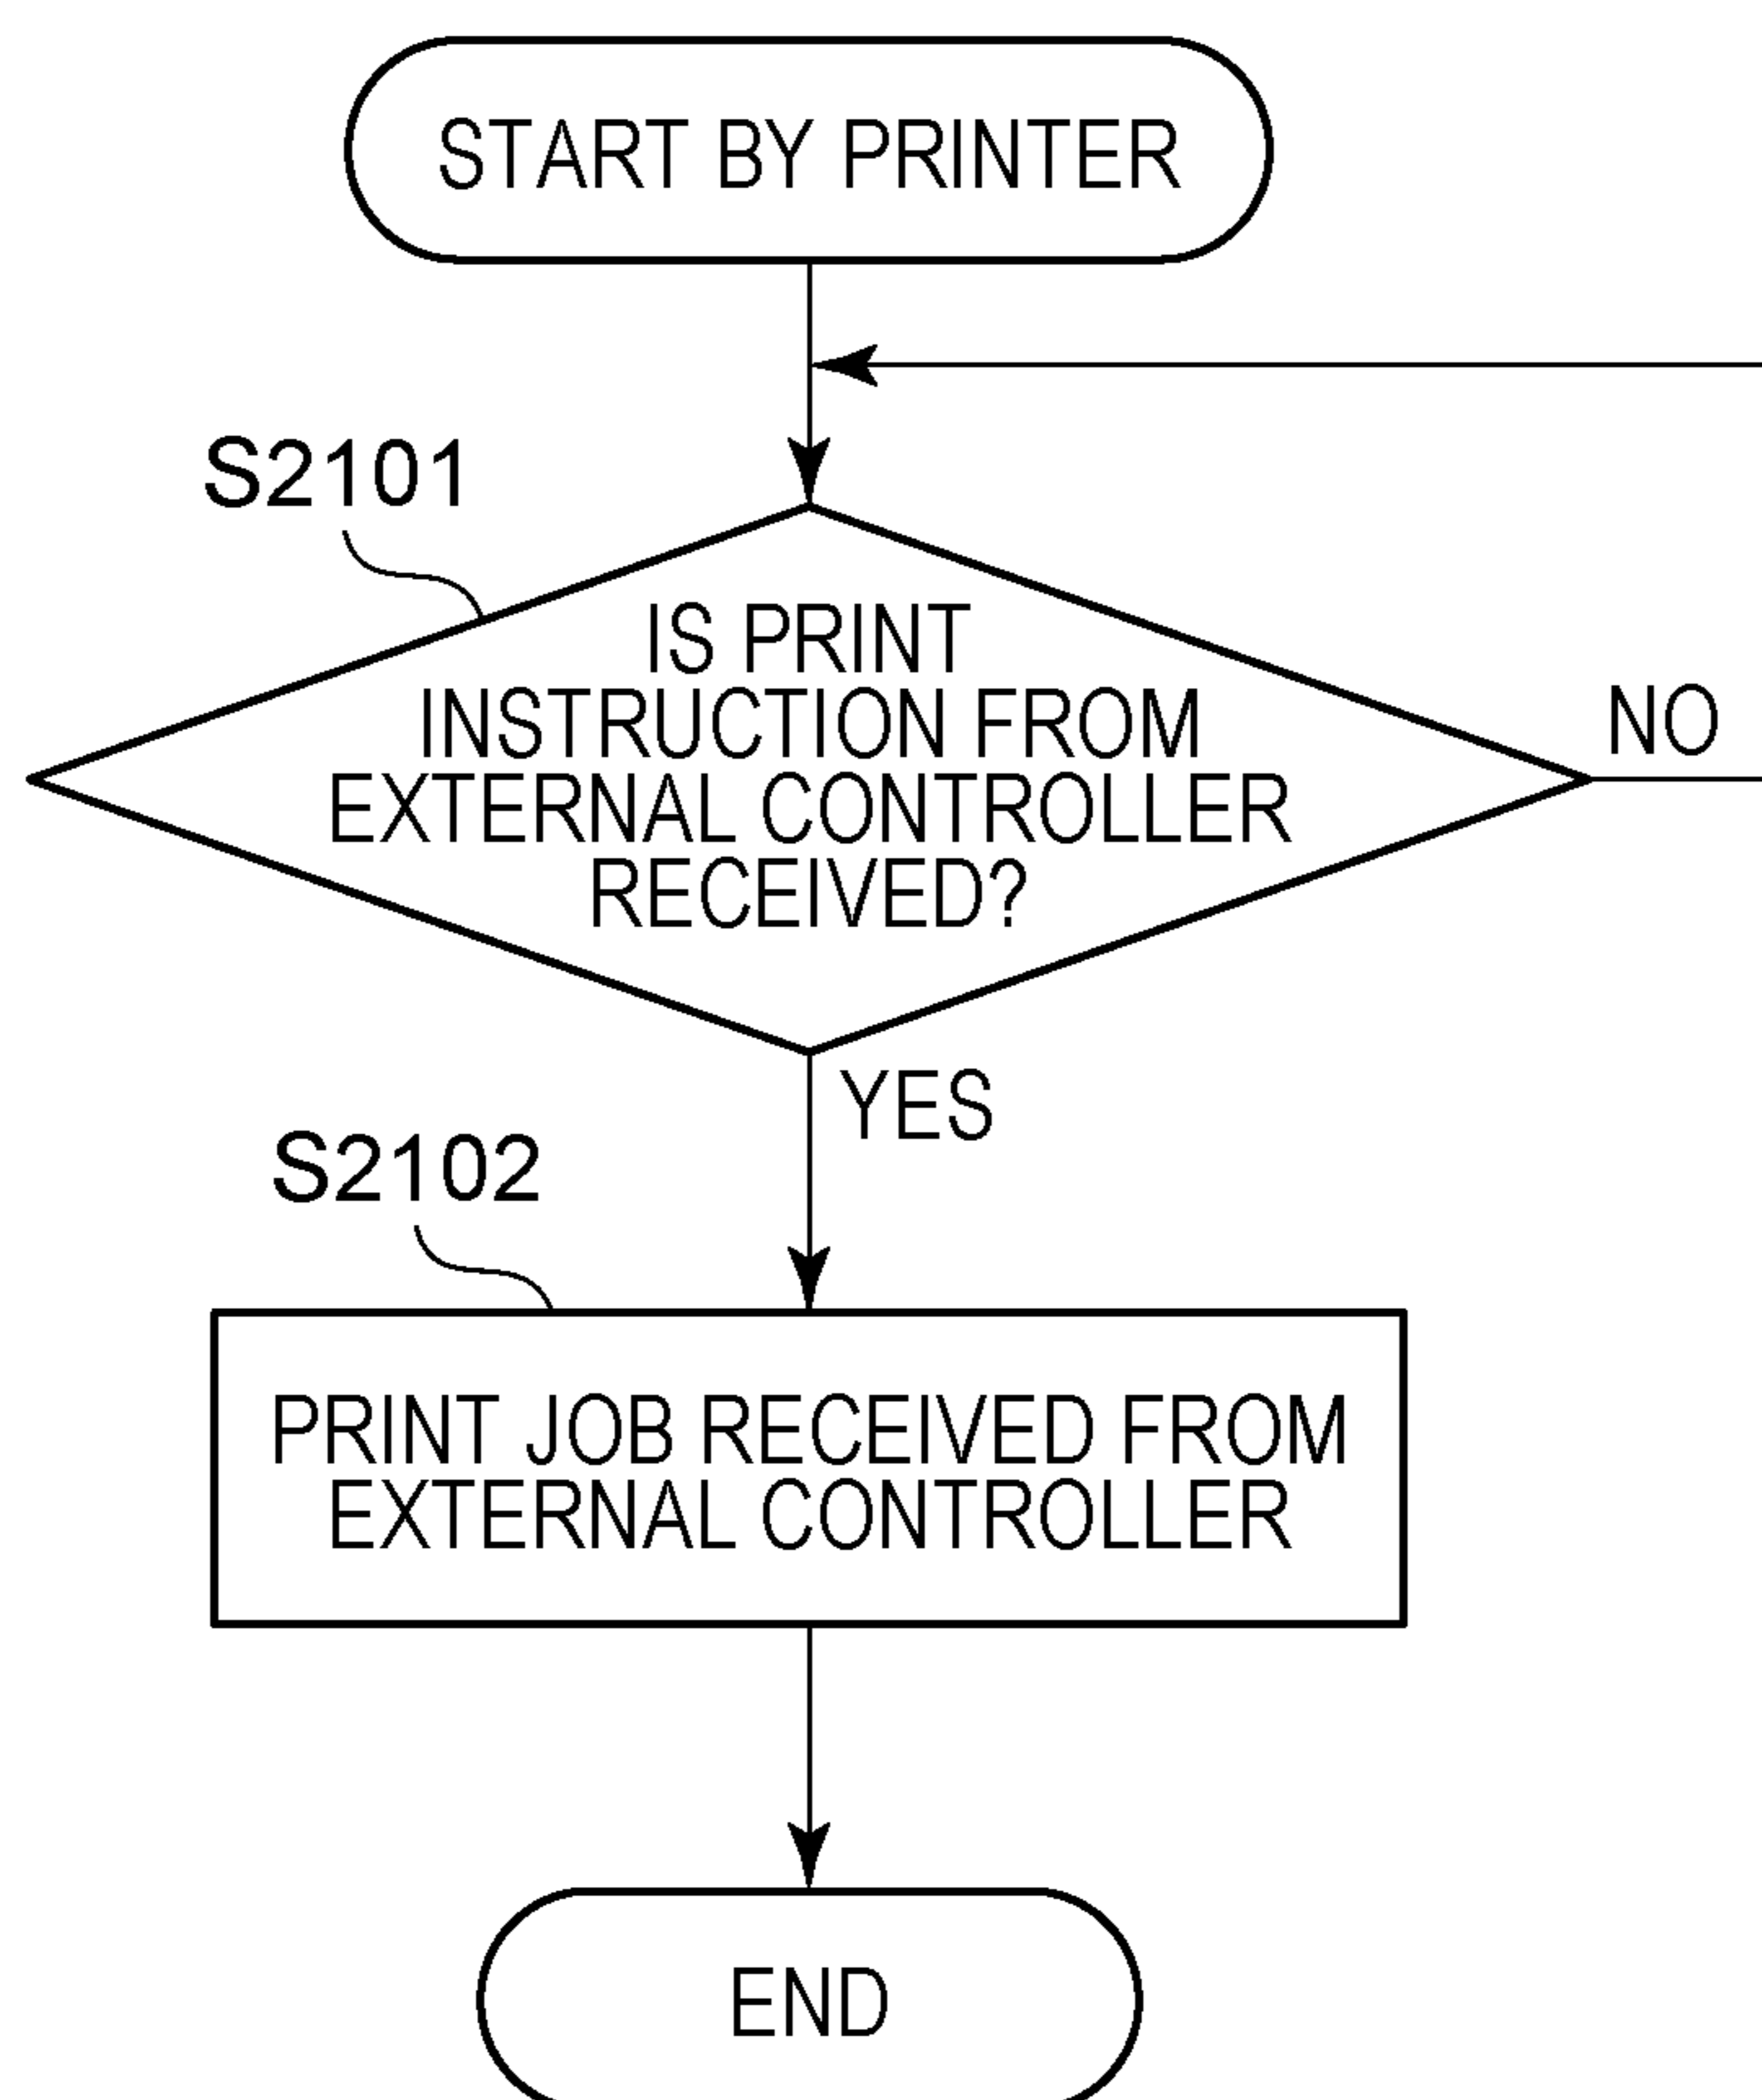 START BY PRINTER
S2101
IS PRINT
INSTRUCTION FROM
EXTERNAL CONTROLLER
RECEIVED?
NO
YES
S2102
PRINT JOB RECEIVED FROM
EXTERNAL CONTROLLER
END